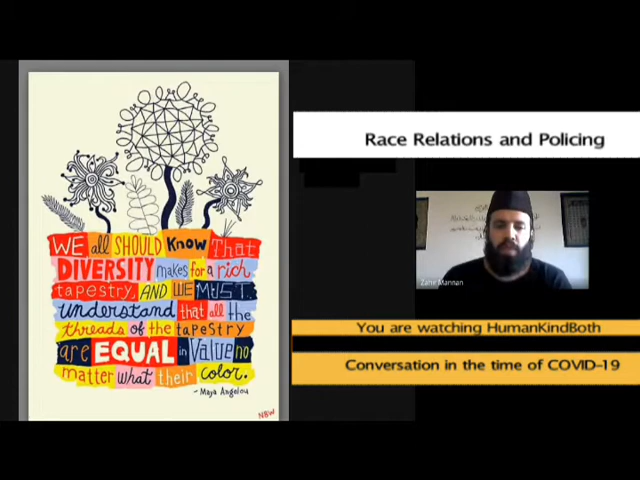 WE all SHOULD KNOW THAT
DIVERSITY makes for a rich
tapestry, AND WE MUST
understand that all the
threads of the tapestry
are EQUAL in Value no
matter what their color.
- Maya Angelou
NBW
Race Relations and Policing
Mannan
You are watching HumanKindBoth
Conversation in the time of COVID-19